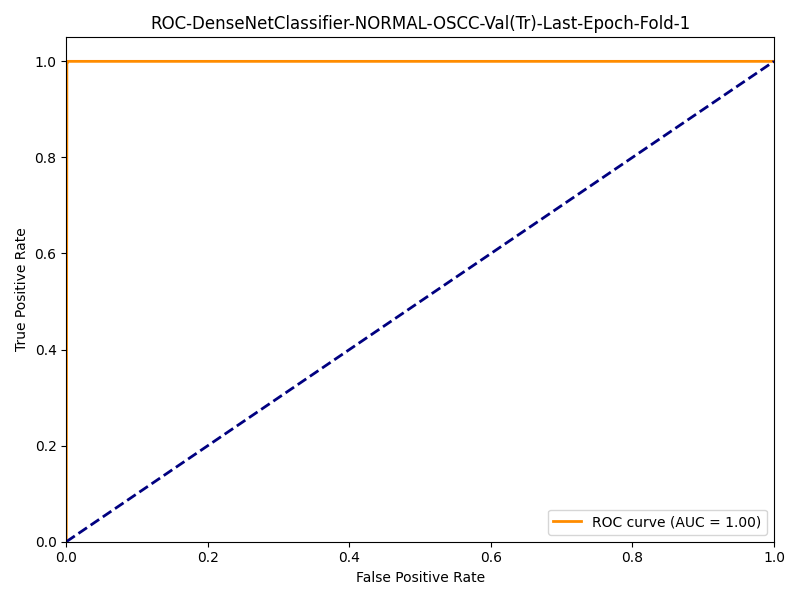 ROC-DenseNetClassifier-NORMAL-OSCC-Val(Tr)-Last-Epoch-Fold-1
1.0
0.8
0.6
0.4
0.2
0.0
True Positive Rate
ROC curve (AUC = 1.00)
0.0 0.2 0.4 0.6 0.8 1.0
False Positive Rate